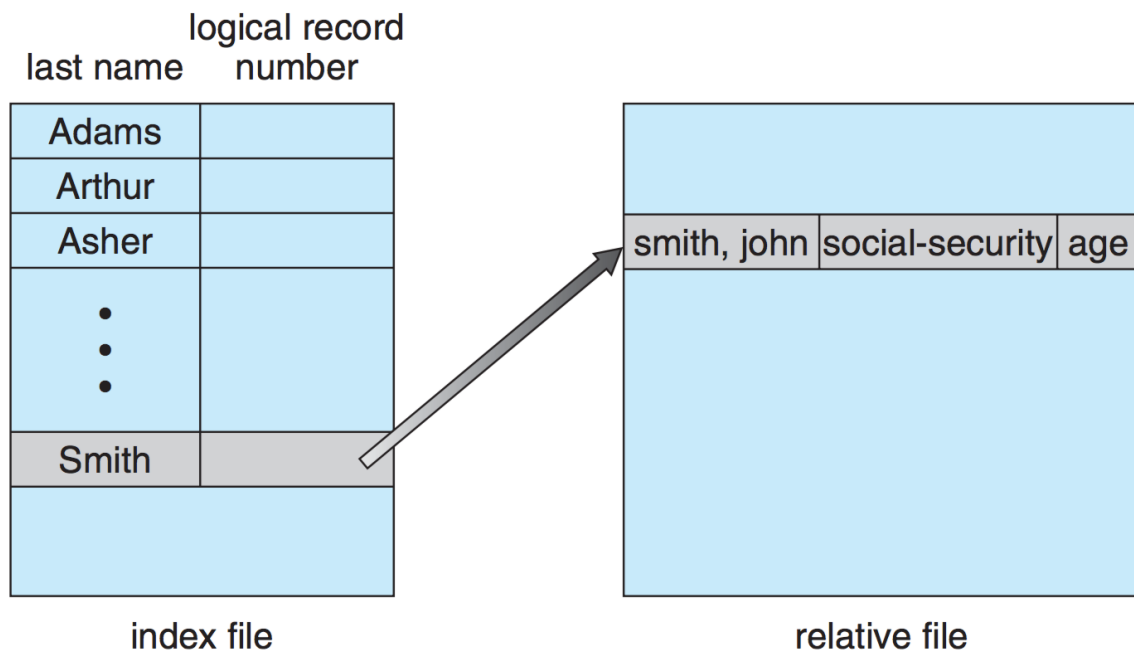 last name
logical record
number
Adams
Arthur
Asher
Smith
index file
smith, john social-security age
relative file